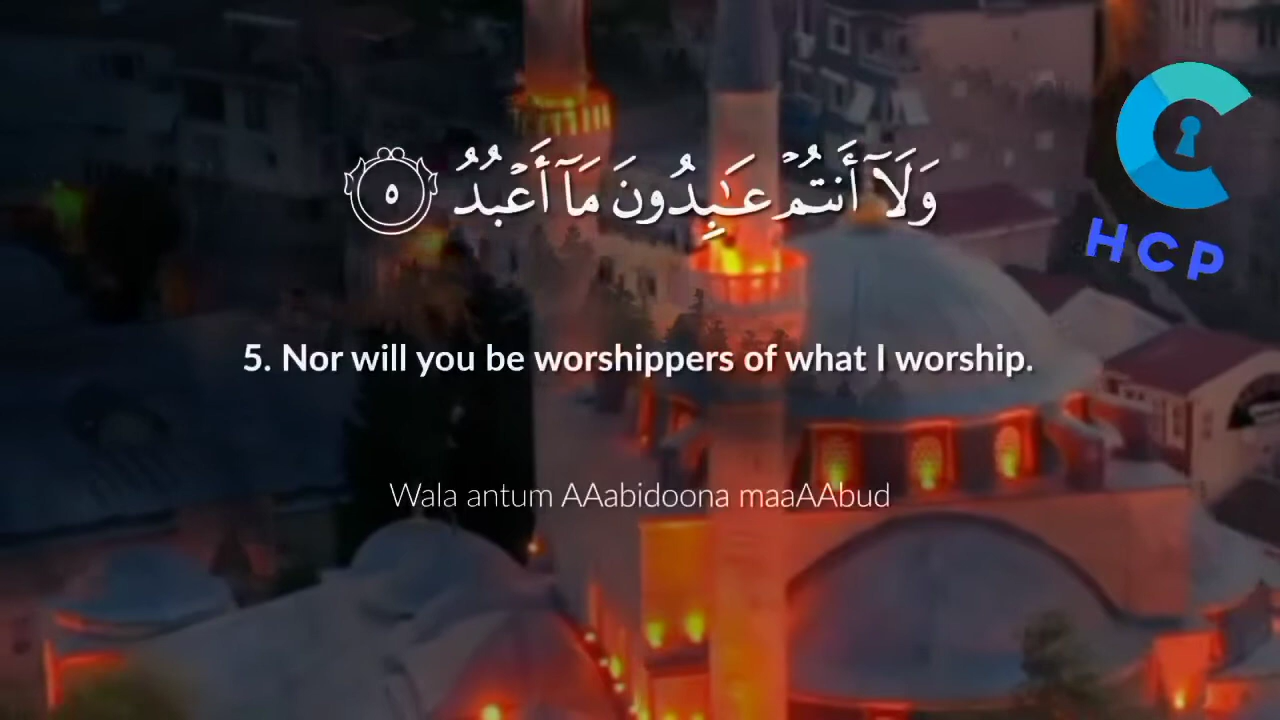 وَلَآ أَنتُمْ عَـٰبِدُونَ مَآ أَعْبُدُ ٥
HCP
5. Nor will you be worshippers of what I worship.
Wala antum AAabidoona maaAAbud